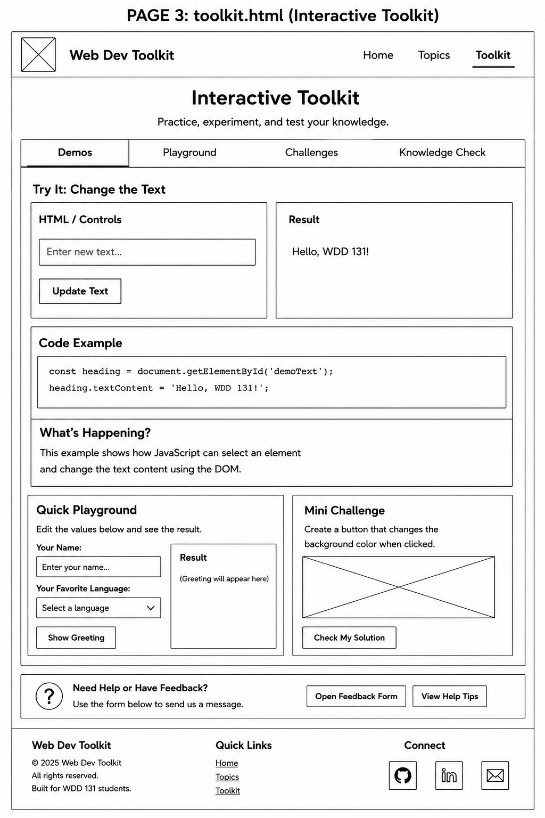 PAGE 3: toolkit.html (Interactive Toolkit)
Web Dev Toolkit
Home
Topics
Toolkit
Interactive Toolkit
Practice, experiment, and test your knowledge.
Demos
Playground
Challenges
Knowledge Check
Try It: Change the Text
HTML / Controls
Enter new text...
Update Text
Result
Hello, WDD 131!
Code Example
const heading = document.getElementById('demoText');
heading.textContent = 'Hello, WDD 131!';
What's Happening?
This example shows how JavaScript can select an element
and change the text content using the DOM.
Quick Playground
Edit the values below and see the result.
Your Name:
Enter your name...
Your Favorite Language:
Select a language
Show Greeting
Result
(Greeting will appear here)
Mini Challenge
Create a button that changes the
background color when clicked.
Check My Solution
?
Need Help or Have Feedback?
Use the form below to send us a message.
Open Feedback Form
View Help Tips
Web Dev Toolkit
© 2025 Web Dev Toolkit
All rights reserved.
Built for WDD 131 students.
Quick Links
Home
Topics
Toolkit
Connect
in